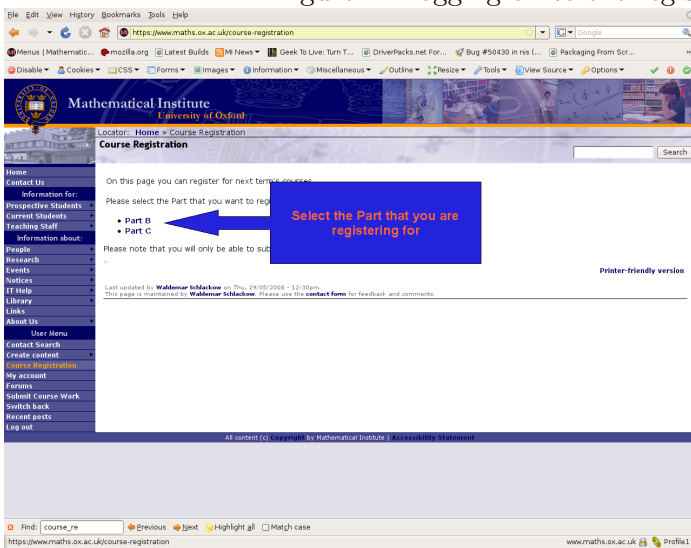 File Edit View History Bookmarks Tools Help
https://www.maths.ox.ac.uk/course-registration
Google
Menus | Mathematic... mozilla.org Latest Builds MI News Geek To Live: Turn T... DriverPacks.net For... Bug #50430 in nis (... Packaging From Scr...
Disable Cookies CSS Forms Images Information Miscellaneous Outline Resize Tools View Source Options
Mathematical Institute
University of Oxford
Locator: Home » Course Registration
Course Registration
Search
Home
Contact Us
Information for:
Prospective Students
Current Students
Teaching Staff
Information about:
People
Research
Events
Notices
IT Help
Library
Links
About Us
User Menu
Contact Search
Create content
Course Registration
My account
Forums
Submit Course Work
Switch back
Recent posts
Log out
On this page you can register for next term's courses
Please select the Part that you want to
• Part B
• Part C
Please note that you will only be able to
Select the Part that you are
registering for
Printer-friendly version
Last updated by Waldemar Schlackow on Thu, 29/05/2008 - 12:30pm.
This page is maintained by Waldemar Schlackow. Please use the contact form for feedback and comments.
All content (c) Copyright by Mathematical Institute | Accessibility Statement
Find: course_re Previous Next Highlight all Match case
https://www.maths.ox.ac.uk/course-registration
www.maths.ox.ac.uk Profile1